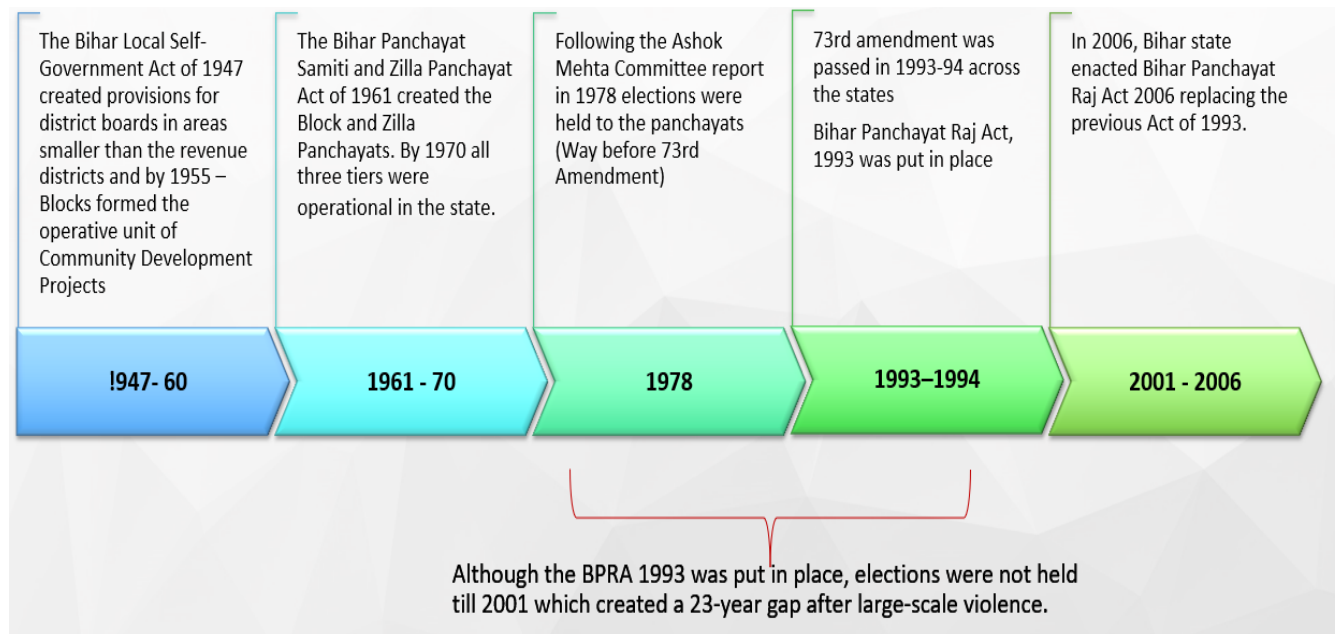 The Bihar Local Self-
Government Act of 1947
created provisions for
district boards in areas
smaller than the revenue
districts and by 1955 –
Blocks formed the
operative unit of
Community Development
Projects
The Bihar Panchayat
Samiti and Zilla Panchayat
Act of 1961 created the
Block and Zilla
Panchayats. By 1970 all
three tiers were
operational in the state.
Following the Ashok
Mehta Committee report
in 1978 elections were
held to the panchayats
(Way before 73rd
Amendment)
73rd amendment was
passed in 1993-94 across
the states
Bihar Panchayat Raj Act,
1993 was put in place
In 2006, Bihar state
enacted Bihar Panchayat
Raj Act 2006 replacing the
previous Act of 1993.
!947- 60
1961 - 70
1978
1993–1994
2001 - 2006
Although the BPRA 1993 was put in place, elections were not held
till 2001 which created a 23-year gap after large-scale violence.